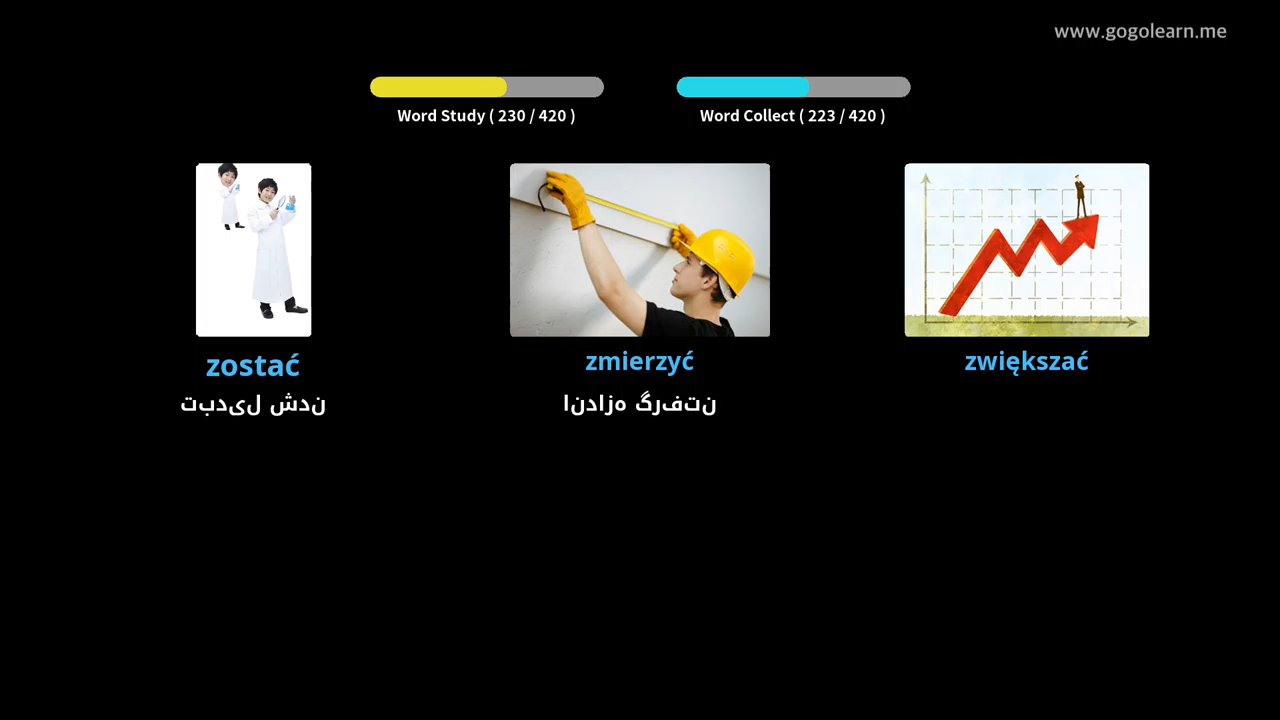 www.gogolearn.me
Word Study ( 230 / 420 )
Word Collect ( 223 / 420 )
zostać
zmierzyć
zwiększać
تبدیل شدن
اندازه گرفتن